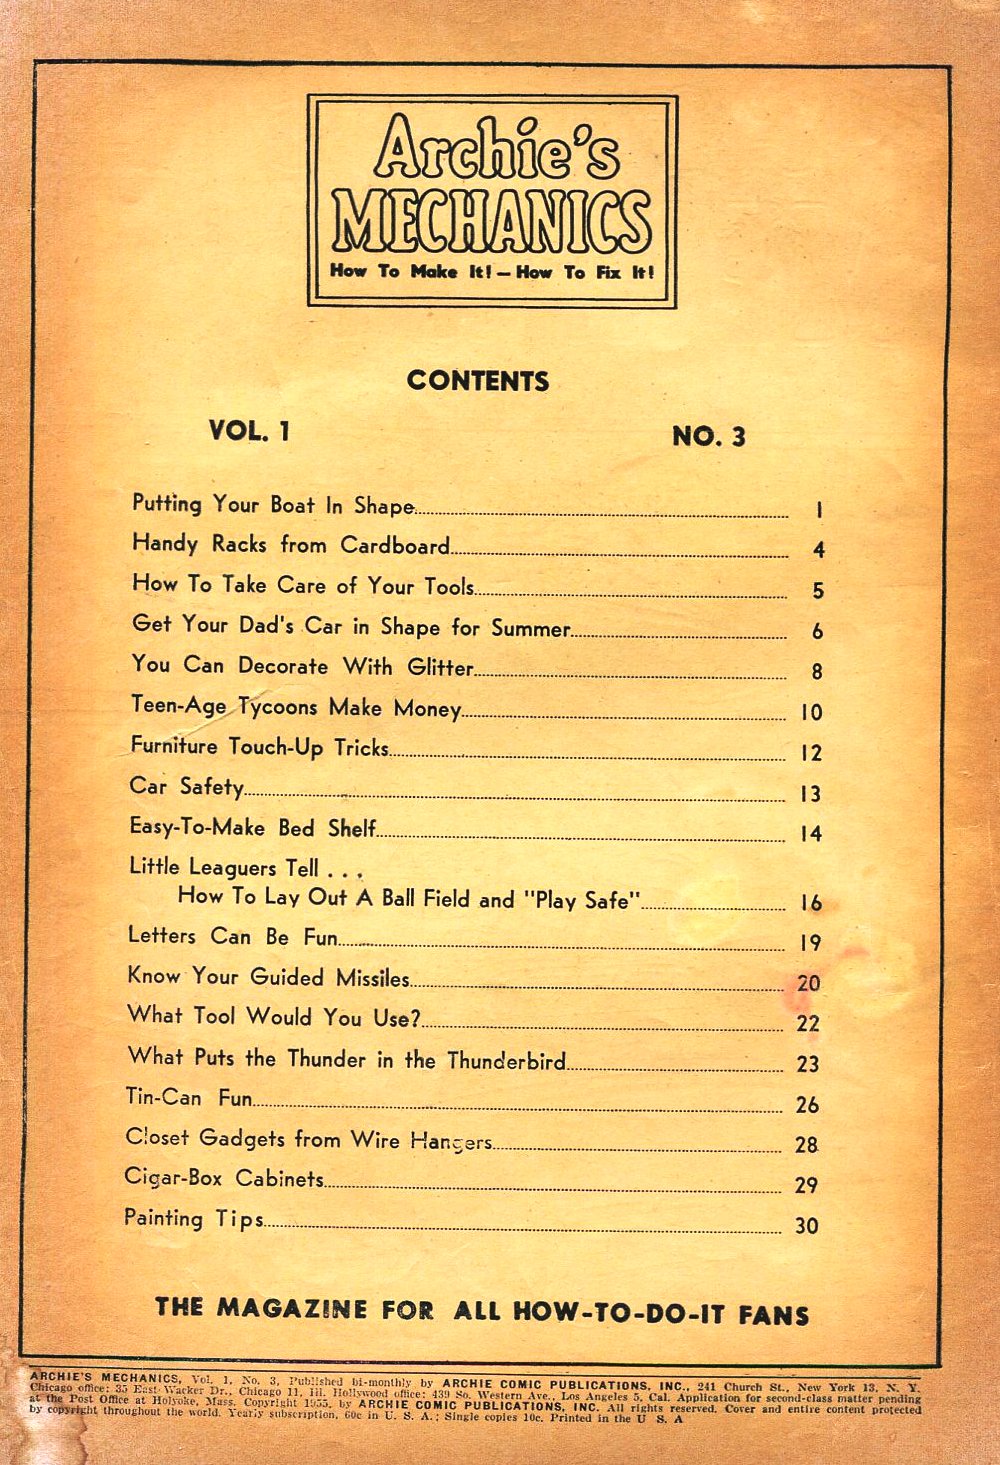 Archie's
MECHANICS
How To Make It! — How To Fix It!
CONTENTS
VOL. 1 NO. 3
Putting Your Boat In Shape 1
Handy Racks from Cardboard 4
How To Take Care of Your Tools 5
Get Your Dad's Car in Shape for Summer 6
You Can Decorate With Glitter 8
Teen-Age Tycoons Make Money 10
Furniture Touch-Up Tricks 12
Car Safety 13
Easy-To-Make Bed Shelf 14
Little Leaguers Tell . . .
How To Lay Out A Ball Field and "Play Safe" 16
Letters Can Be Fun 19
Know Your Guided Missiles 20
What Tool Would You Use? 22
What Puts the Thunder in the Thunderbird 23
Tin-Can Fun 26
Closet Gadgets from Wire Hangers 28
Cigar-Box Cabinets 29
Painting Tips 30
THE MAGAZINE FOR ALL HOW-TO-DO-IT FANS
ARCHIE'S MECHANICS, Vol. 1, No. 3, Published bi-monthly by ARCHIE COMIC PUBLICATIONS, INC., 241 Church St., New York 13, N. Y.
Chicago office: 35 East Wacker Dr., Chicago 11, Ill. Hollywood office: 439 So. Western Ave., Los Angeles 5, Cal. Application for second-class matter pending
at the Post Office at Holyoke, Mass. Copyright 1955, by ARCHIE COMIC PUBLICATIONS, INC. All rights reserved. Cover and entire content protected
by copyright throughout the world. Yearly subscription, 60c in U. S. A.; Single copies 10c. Printed in the U S. A